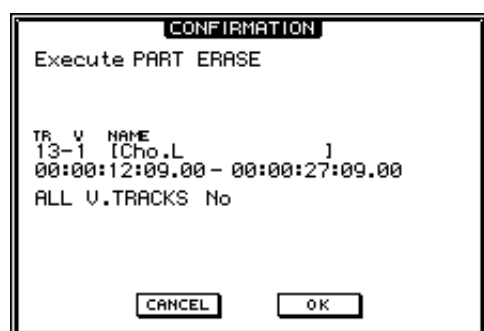 CONFIRMATION
Execute PART ERASE
TR V NAME
13-1 [Cho.L ]
00:00:12:09.00 - 00:00:27:09.00
ALL V.TRACKS No
CANCEL OK